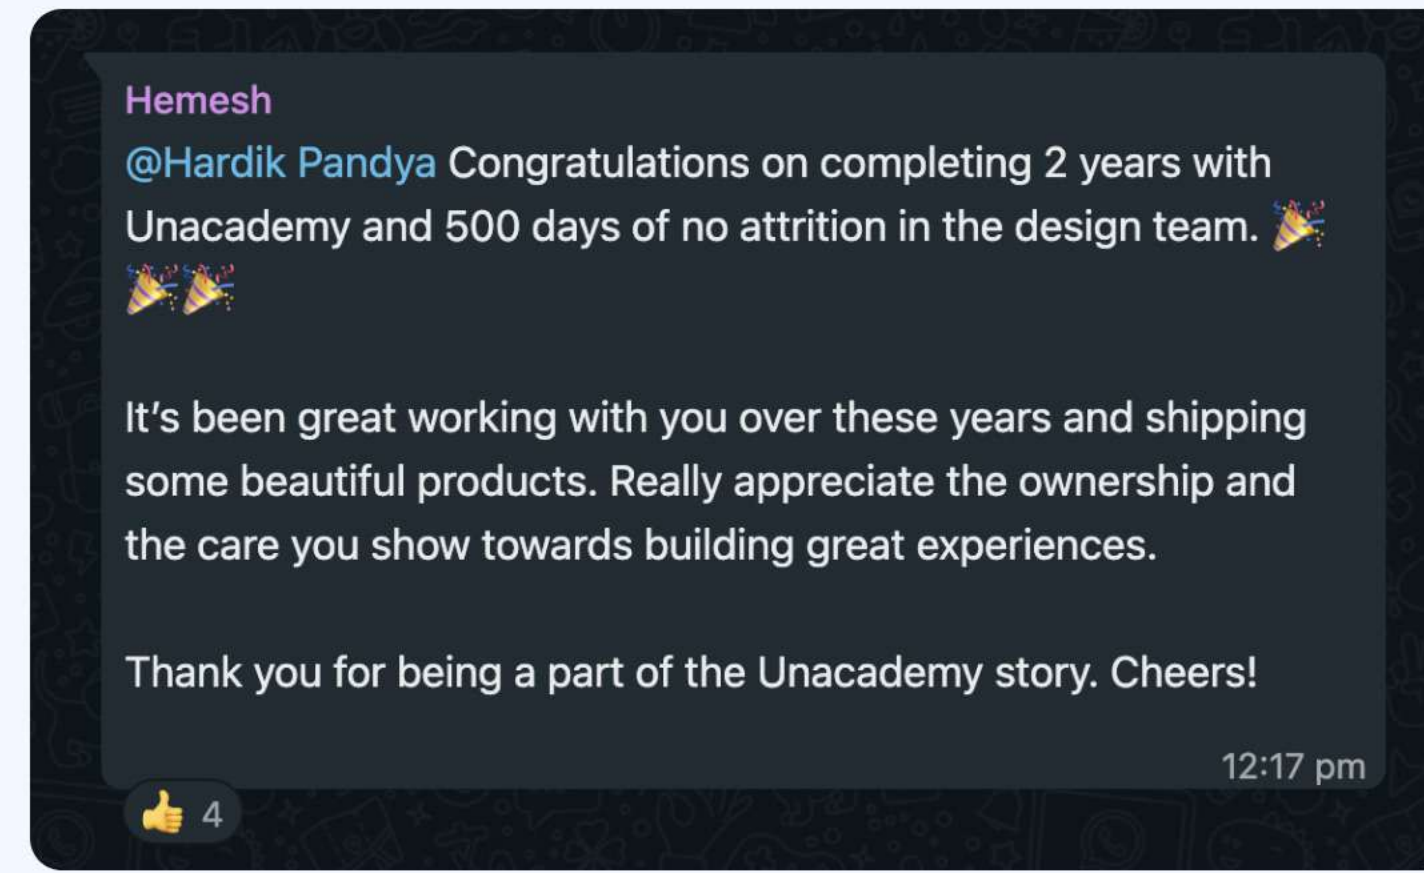 Hemesh
@Hardik Pandya Congratulations on completing 2 years with
Unacademy and 500 days of no attrition in the design team. 🎉
🎉🎉
It's been great working with you over these years and shipping
some beautiful products. Really appreciate the ownership and
the care you show towards building great experiences.
Thank you for being a part of the Unacademy story. Cheers!
12:17 pm
👍 4